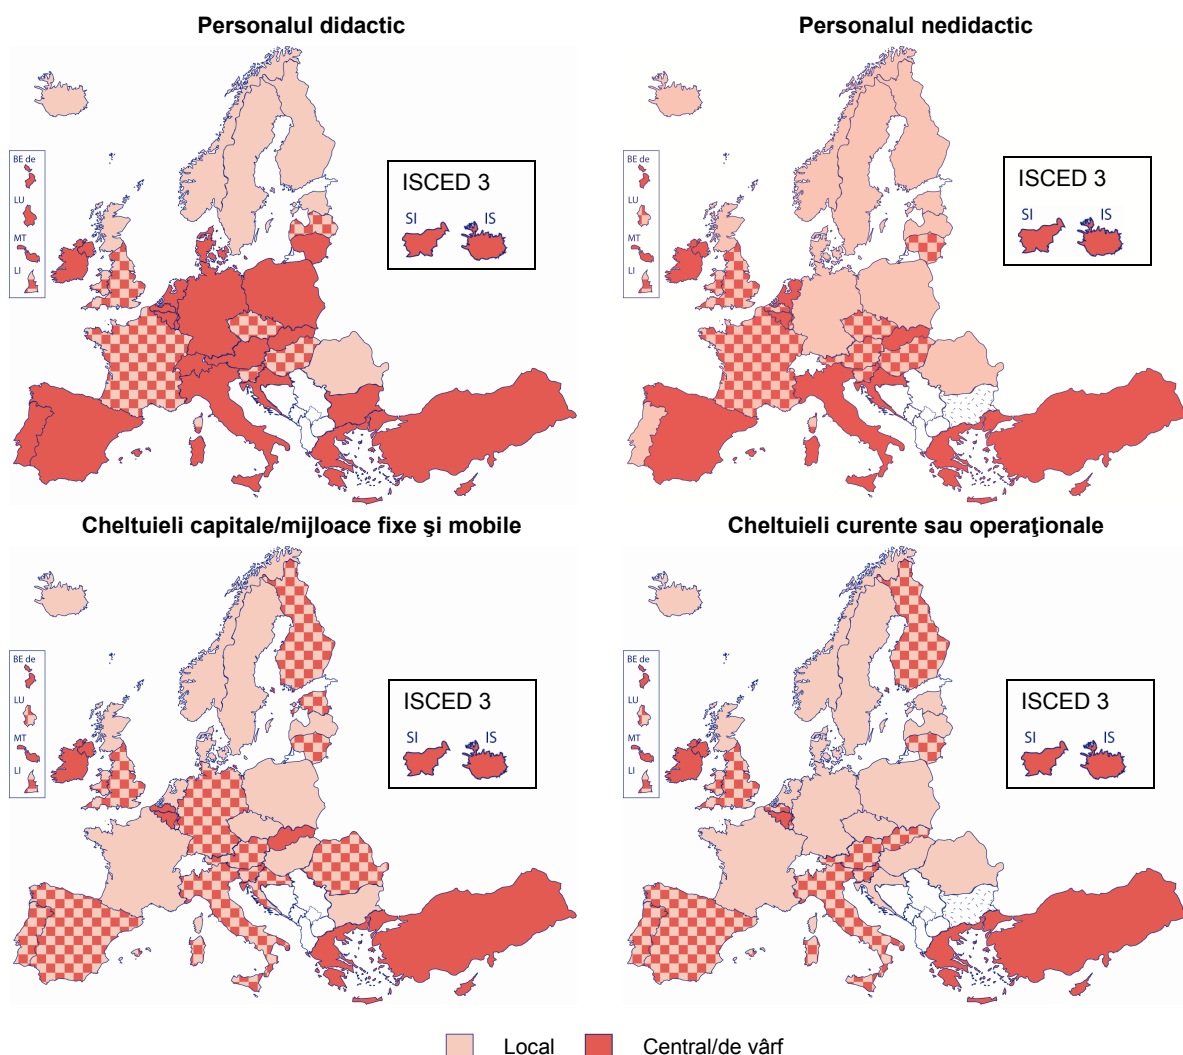 Personalul didactic
Personalul nedidactic
BE de
LU
MT
LI
ISCED 3
SI IS
BE de
LU
MT
LI
ISCED 3
SI IS
Cheltuieli capitale/mijloace fixe şi mobile
Cheltuieli curente sau operaţionale
BE de
LU
MT
LI
ISCED 3
SI IS
BE de
LU
MT
LI
ISCED 3
SI IS
Local Central/de vârf